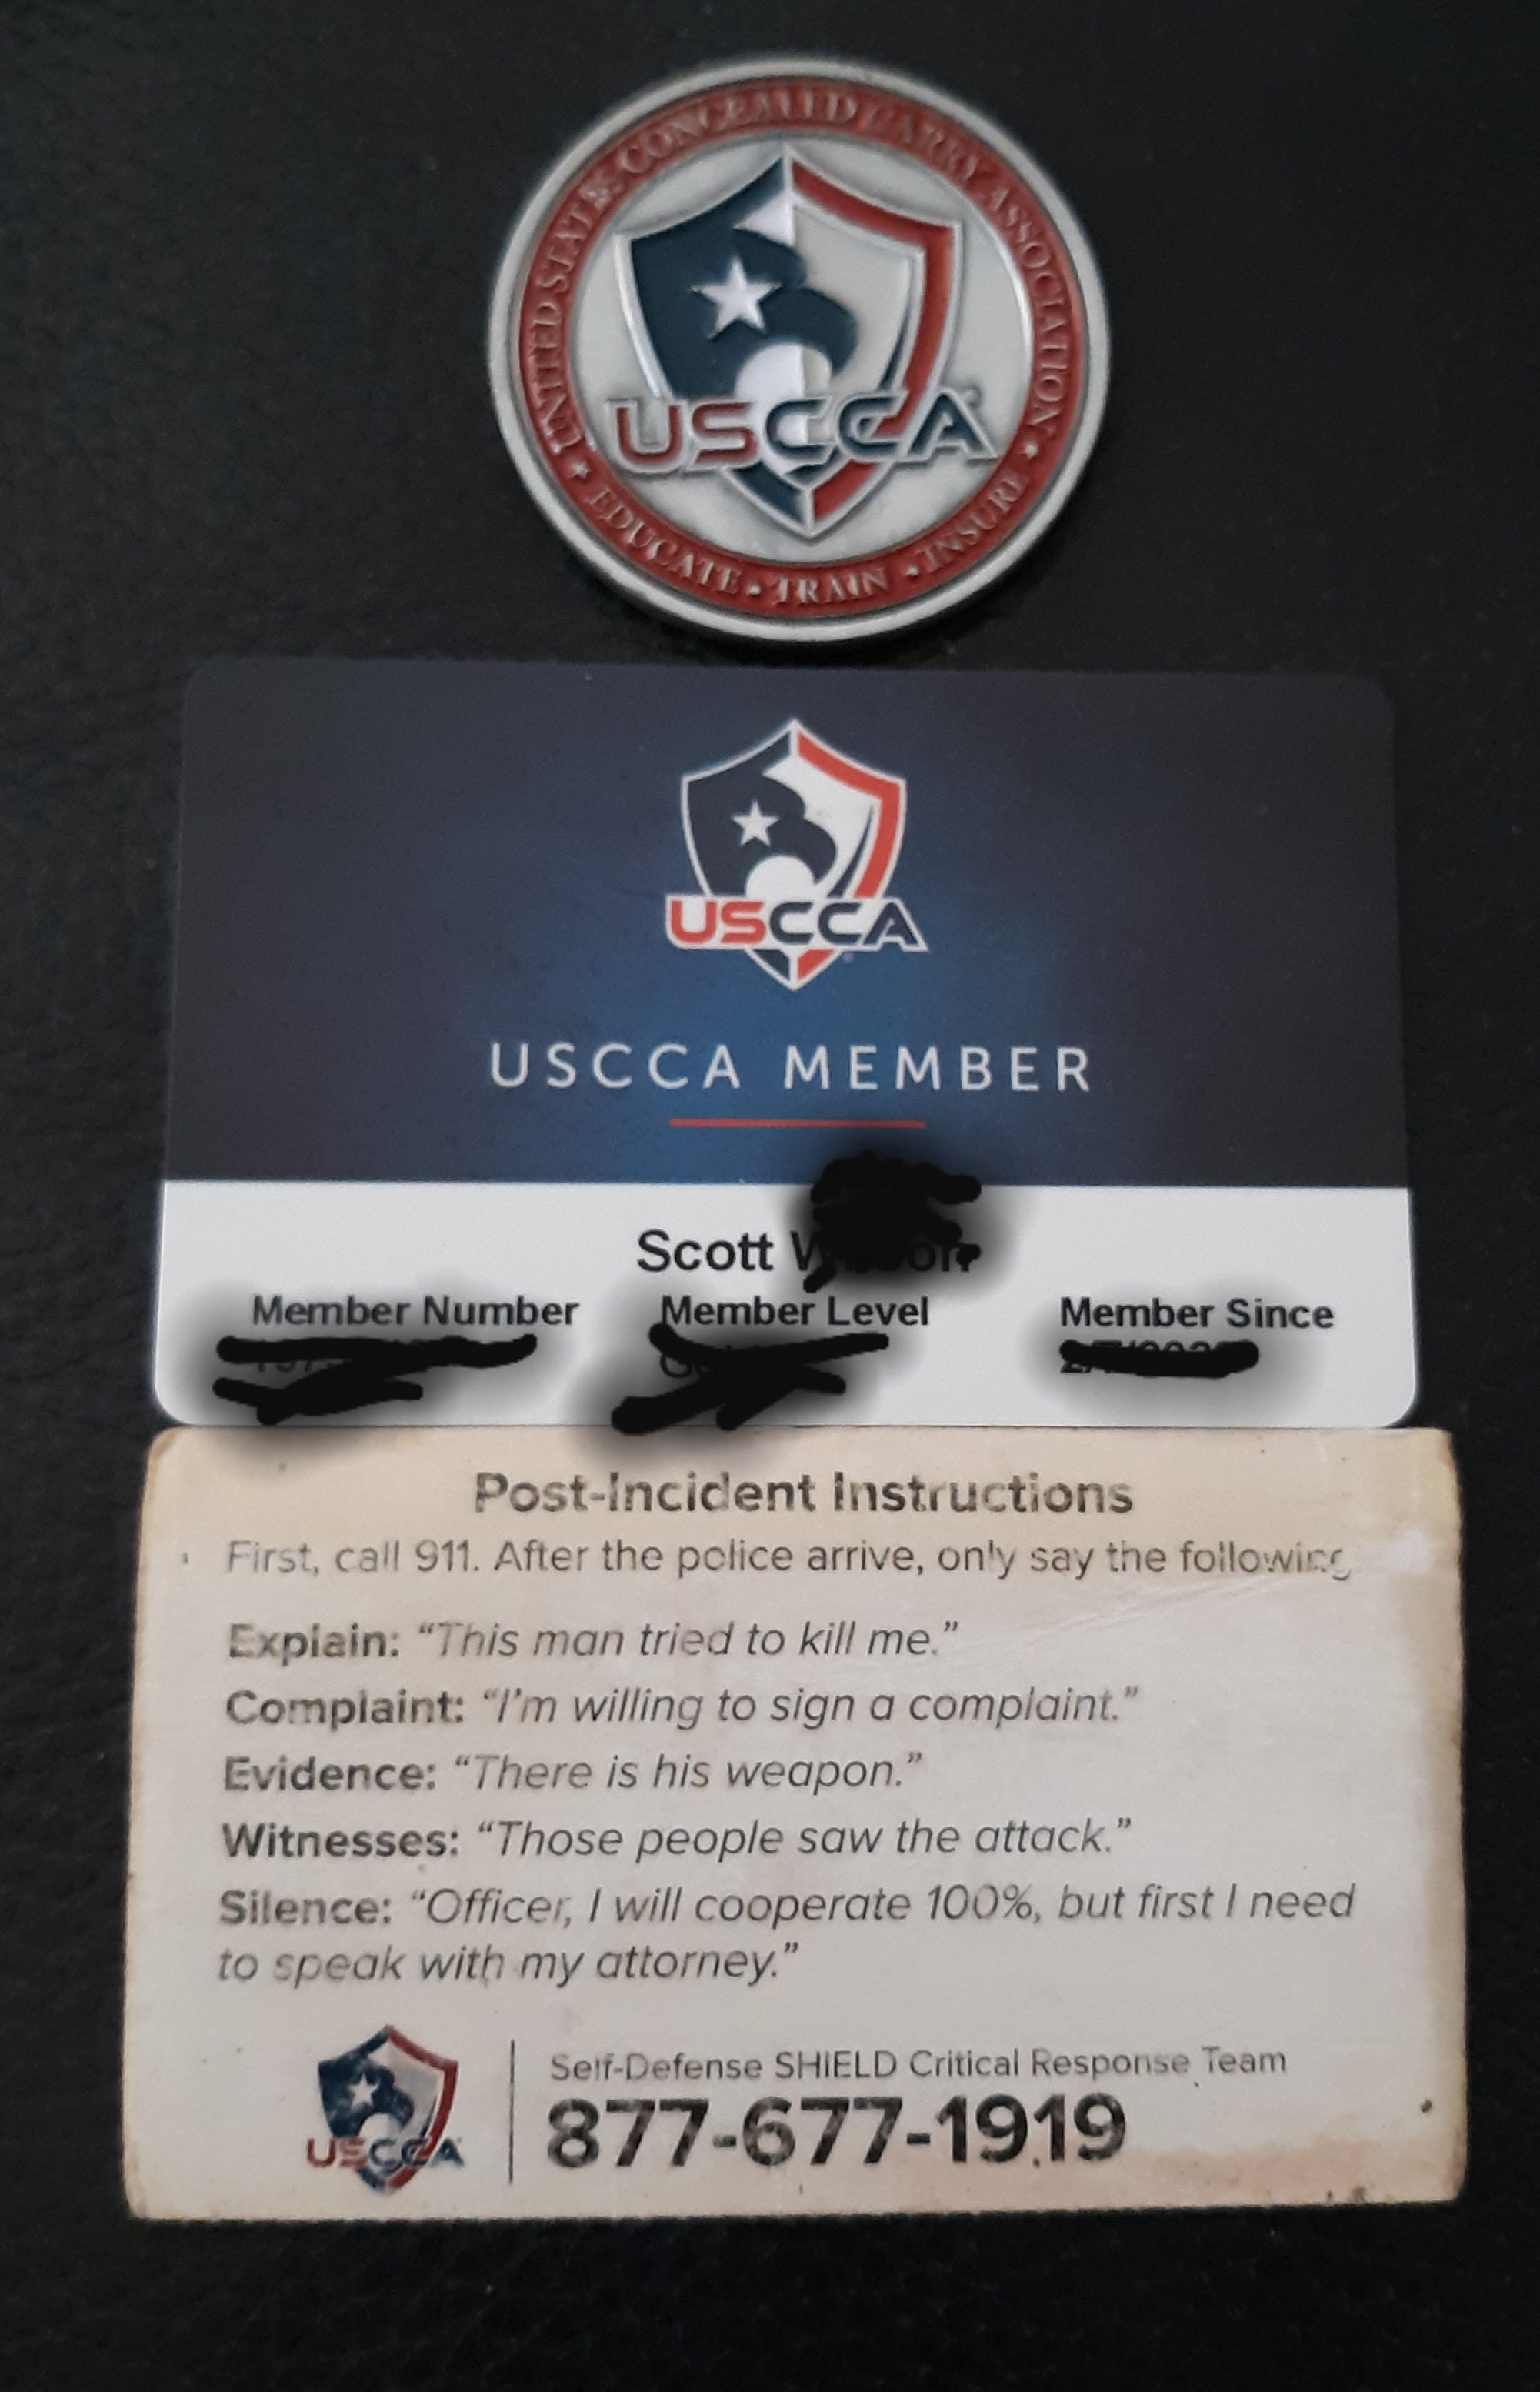 UNITED STATES CONCEALED CARRY ASSOCIATION
USCCA
EDUCATE • TRAIN • INSURE
USCCA
USCCA MEMBER
Scott
Member Number Member Level Member Since
Post-Incident Instructions
First, call 911. After the police arrive, only say the following
Explain: “This man tried to kill me.”
Complaint: “I’m willing to sign a complaint.”
Evidence: “There is his weapon.”
Witnesses: “Those people saw the attack.”
Silence: “Officer, I will cooperate 100%, but first I need
to speak with my attorney.”
USCCA
Self-Defense SHIELD Critical Response Team
877-677-1919